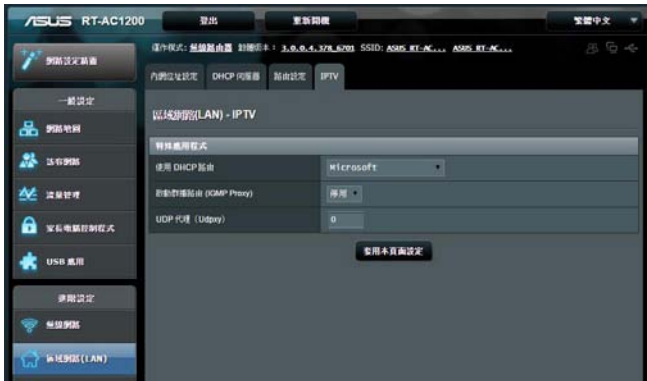 ASUS RT-AC1200
登出
重新開機
繁體中文
操作模式: 無線路由器 韌體版本: 3.0.0.4.378_6701 SSID: ASUS_RT-AC... ASUS_RT-AC...
網路設定精靈
內網位址設定 DHCP 伺服器 路由設定 IPTV
一般設定
網路地圖
訪客網路
流量管理
家長電腦控制程式
USB 應用
進階設定
無線網路
區域網路(LAN)
區域網路(LAN) - IPTV
特殊應用程式
使用 DHCP 路由 Microsoft
啟動群播路由 (IGMP Proxy) 停用
UDP 代理 (Udpxy) 0
套用本頁面設定